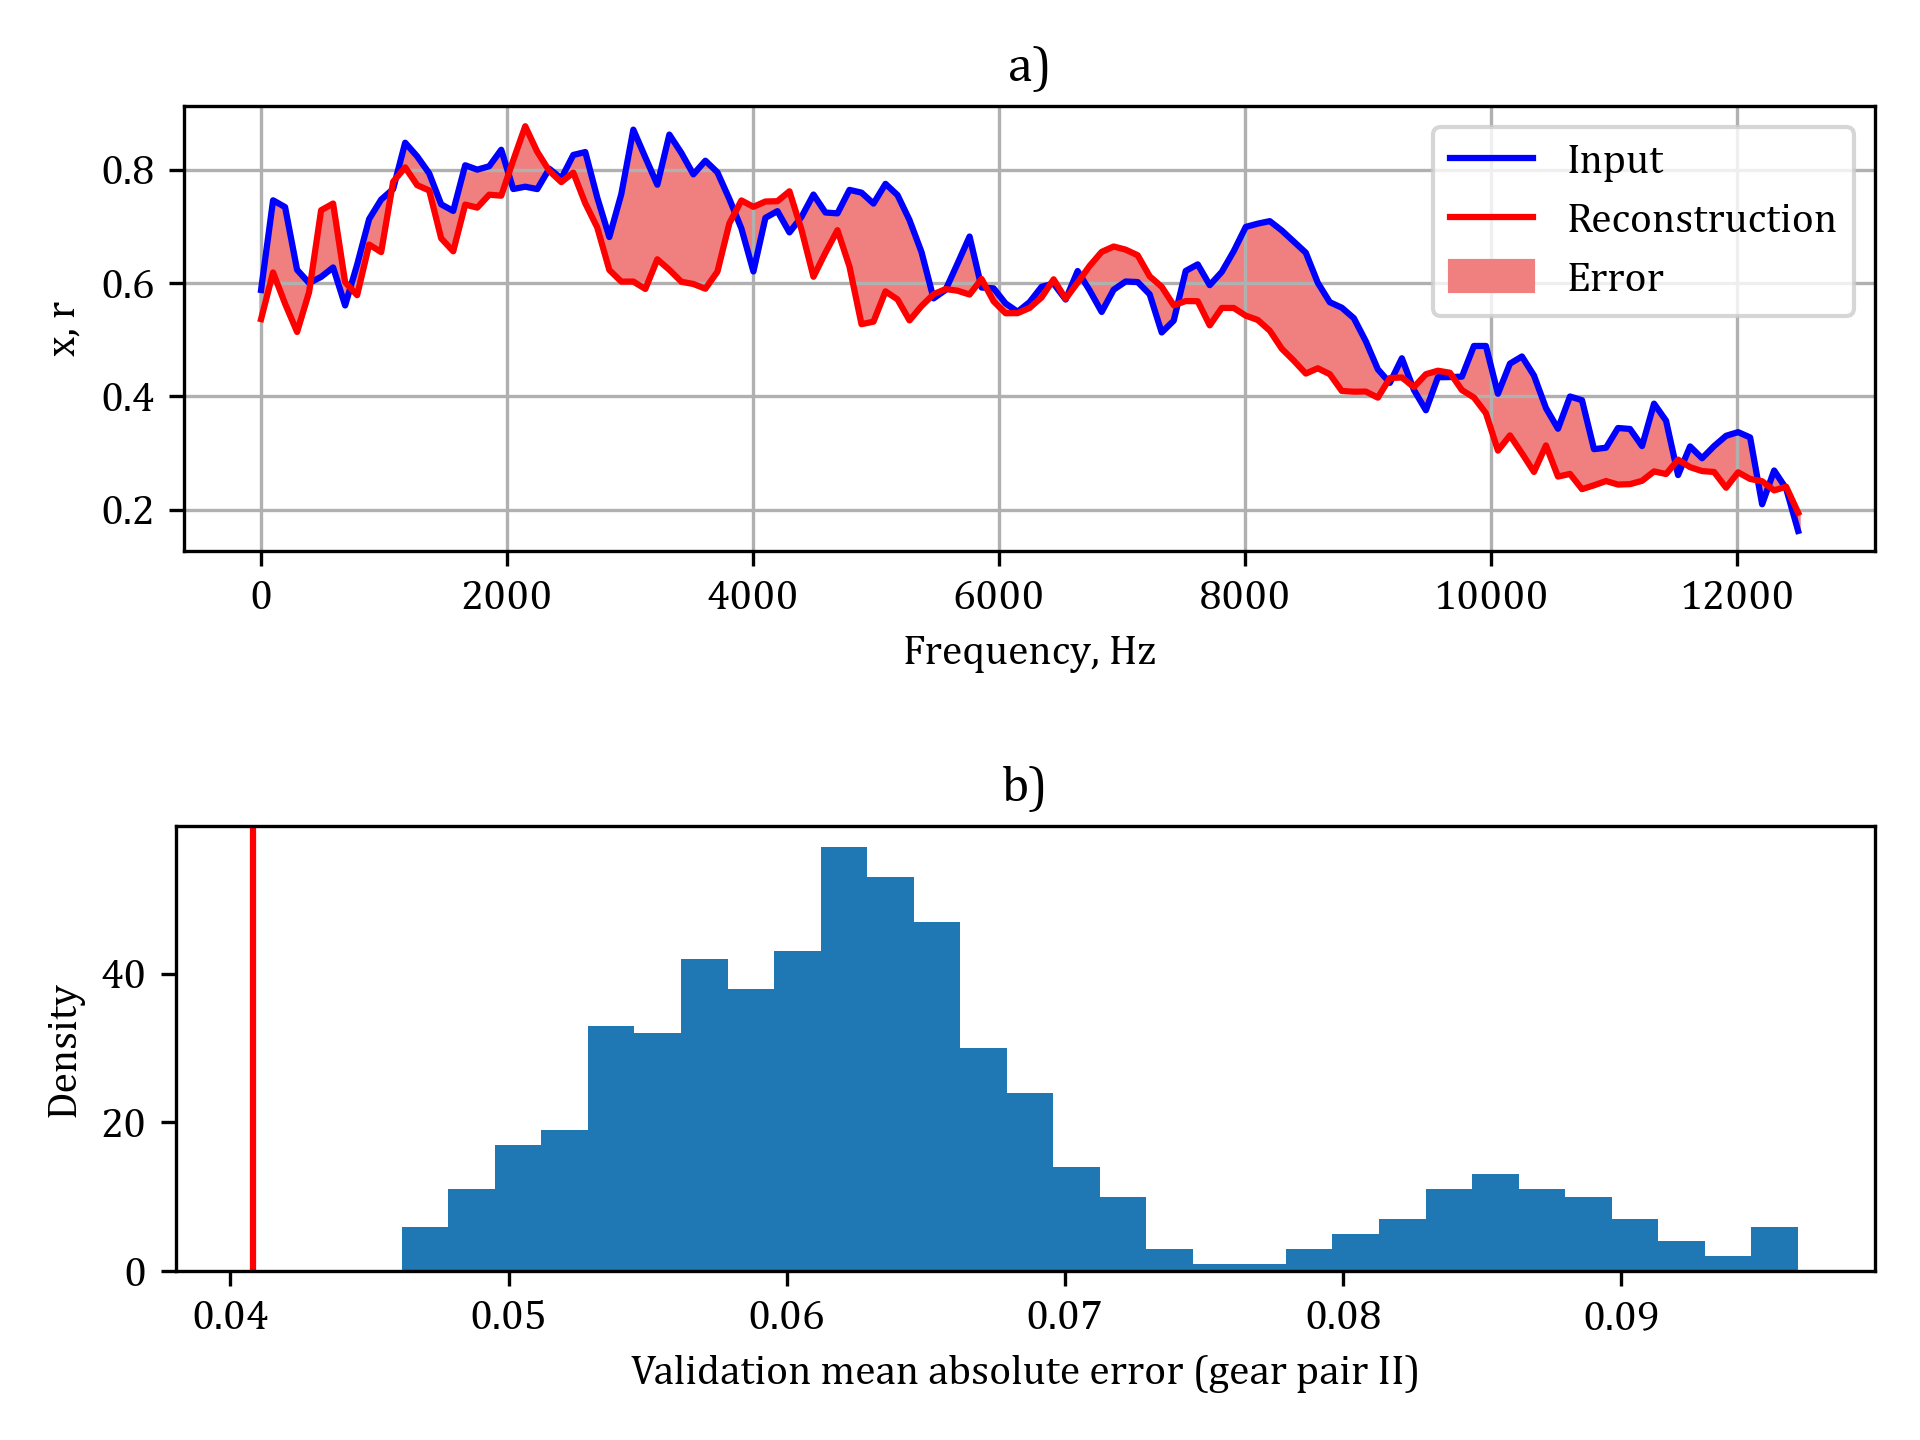 a)
x, r
0.8
0.6
0.4
0.2
Input
Reconstruction
Error
0 2000 4000 6000 8000 10000 12000
Frequency, Hz
b)
Density
40
20
0
0.04 0.05 0.06 0.07 0.08 0.09
Validation mean absolute error (gear pair II)